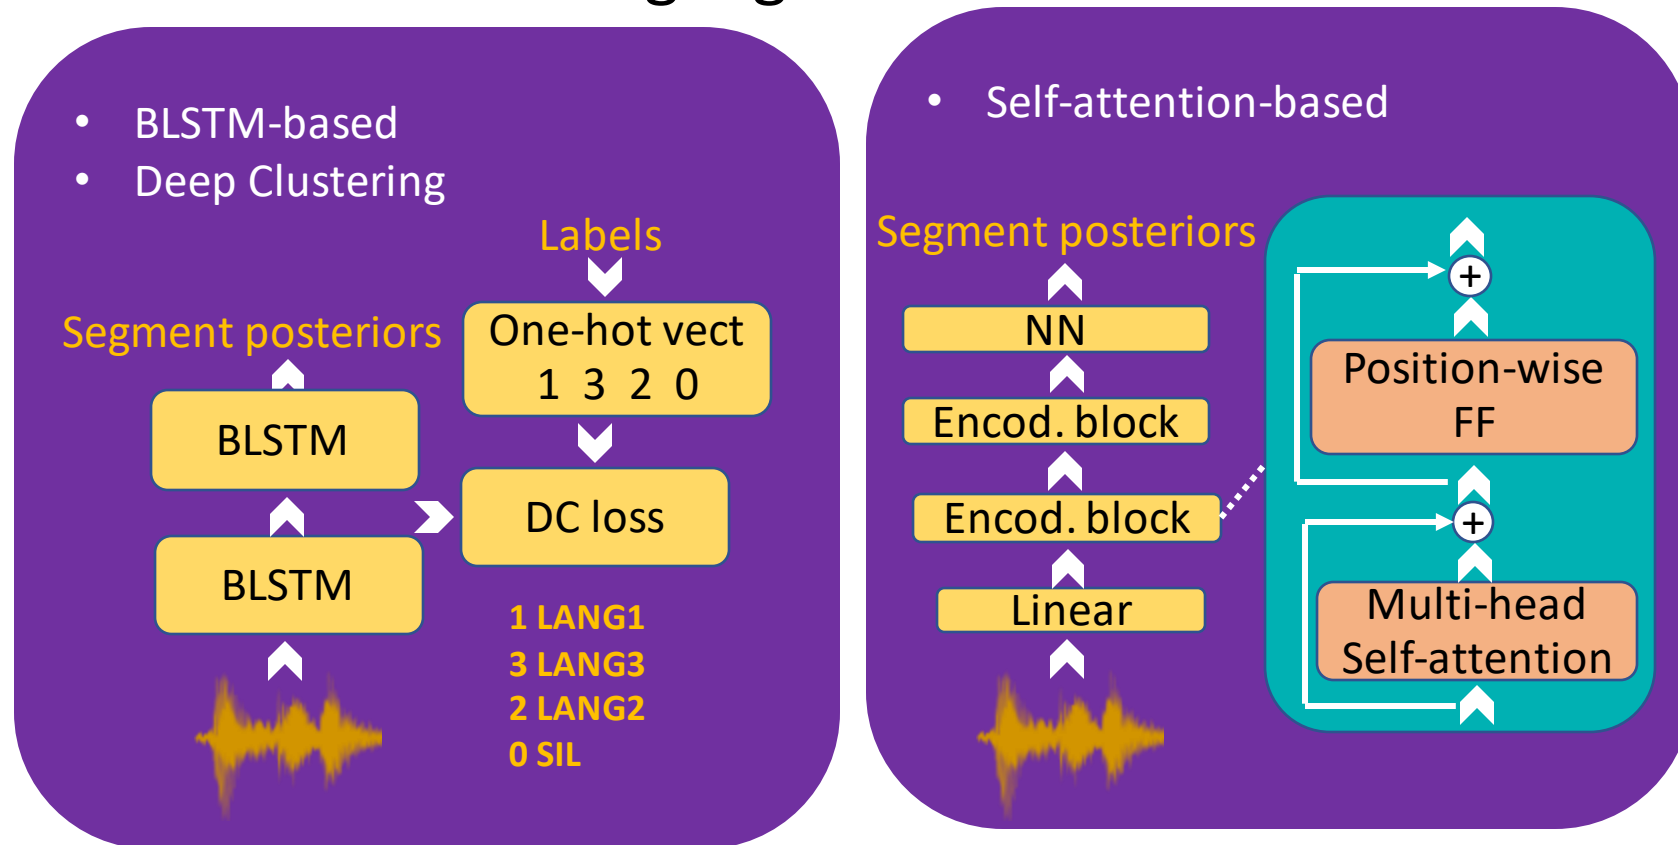 • BLSTM-based
• Deep Clustering
Labels
One-hot vect
1 3 2 0
Segment posteriors
BLSTM
DC loss
BLSTM
1 LANG1
3 LANG3
2 LANG2
0 SIL
• Self-attention-based
Segment posteriors
NN
Encod. block
Encod. block
Linear
+
Position-wise
FF
+
Multi-head
Self-attention